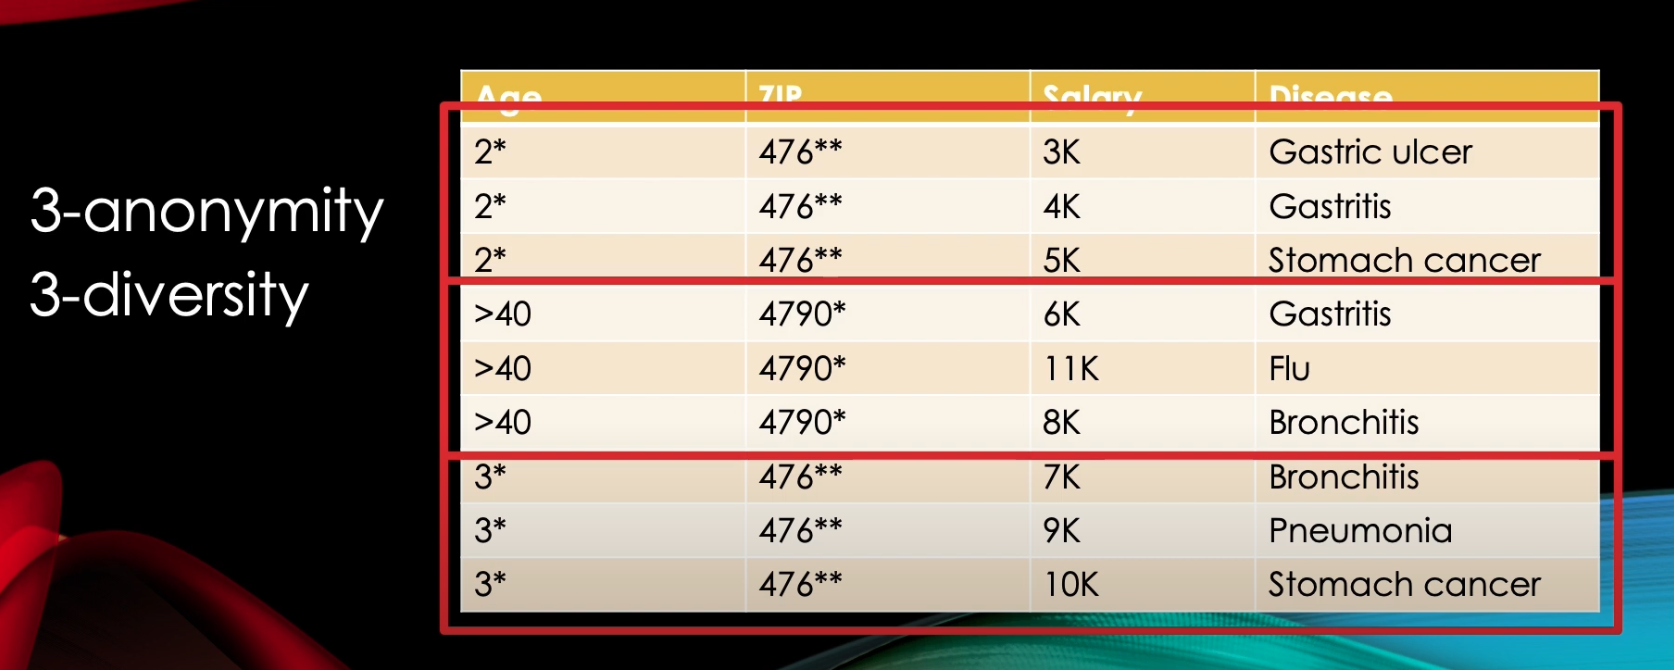 3-anonymity
3-diversity
Age ZIP Salary Disease
2* 476** 3K Gastric ulcer
2* 476** 4K Gastritis
2* 476** 5K Stomach cancer
>40 4790* 6K Gastritis
>40 4790* 11K Flu
>40 4790* 8K Bronchitis
3* 476** 7K Bronchitis
3* 476** 9K Pneumonia
3* 476** 10K Stomach cancer